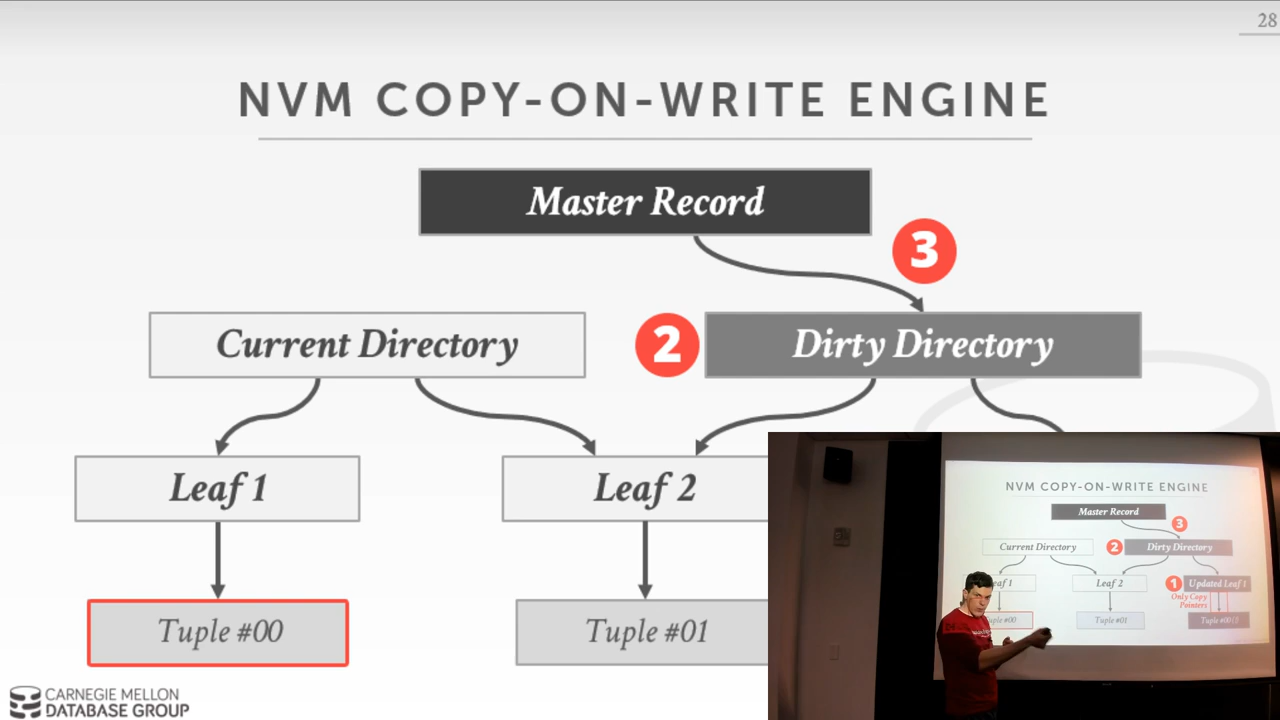 28
NVM COPY-ON-WRITE ENGINE
Master Record
3
Current Directory
2
Dirty Directory
Leaf 1
Leaf 2
Tuple #00
Tuple #01
CARNEGIE MELLON
DATABASE GROUP
NVM COPY-ON-WRITE ENGINE
Master Record
3
Current Directory
2
Dirty Directory
Leaf 2
1
Updated Leaf 1
Only Copy
Pointers
Tuple #01